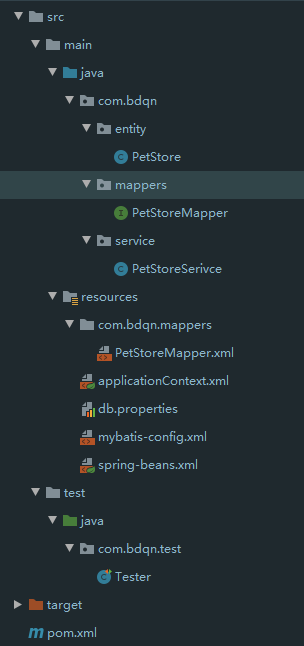 src
main
java
com.bdqn
entity
PetStore
mappers
PetStoreMapper
service
PetStoreSerivce
resources
com.bdqn.mappers
PetStoreMapper.xml
applicationContext.xml
db.properties
mybatis-config.xml
spring-beans.xml
test
java
com.bdqn.test
Tester
target
pom.xml